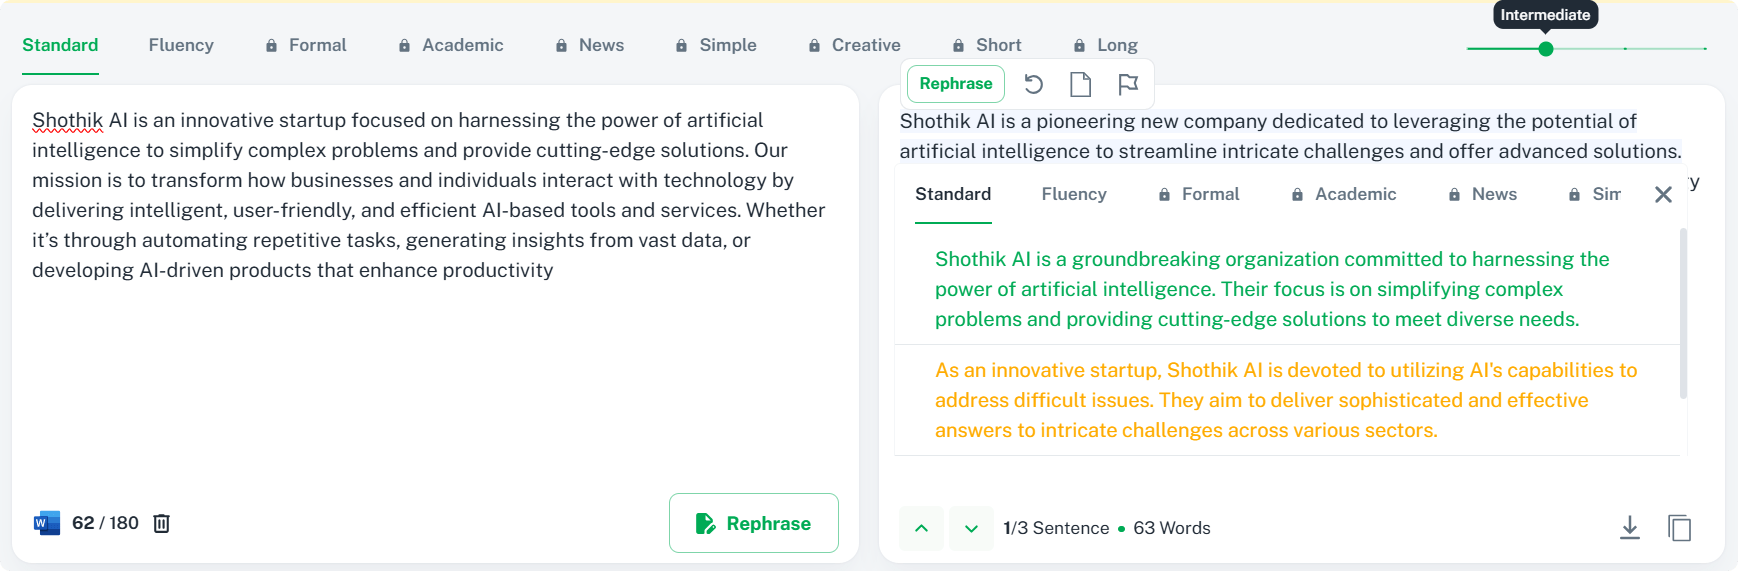 Intermediate
Standard Fluency Formal Academic News Simple Creative Short Long
Shothik AI is an innovative startup focused on harnessing the power of artificial
intelligence to simplify complex problems and provide cutting-edge solutions. Our
mission is to transform how businesses and individuals interact with technology by
delivering intelligent, user-friendly, and efficient AI-based tools and services. Whether
it’s through automating repetitive tasks, generating insights from vast data, or
developing AI-driven products that enhance productivity
W 62 / 180
Rephrase
Rephrase
Shothik AI is a pioneering new company dedicated to leveraging the potential of
artificial intelligence to streamline intricate challenges and offer advanced solutions.
y
Standard Fluency Formal Academic News Sim
Shothik AI is a groundbreaking organization committed to harnessing the
power of artificial intelligence. Their focus is on simplifying complex
problems and providing cutting-edge solutions to meet diverse needs.
As an innovative startup, Shothik AI is devoted to utilizing AI's capabilities to
address difficult issues. They aim to deliver sophisticated and effective
answers to intricate challenges across various sectors.
1/3 Sentence • 63 Words